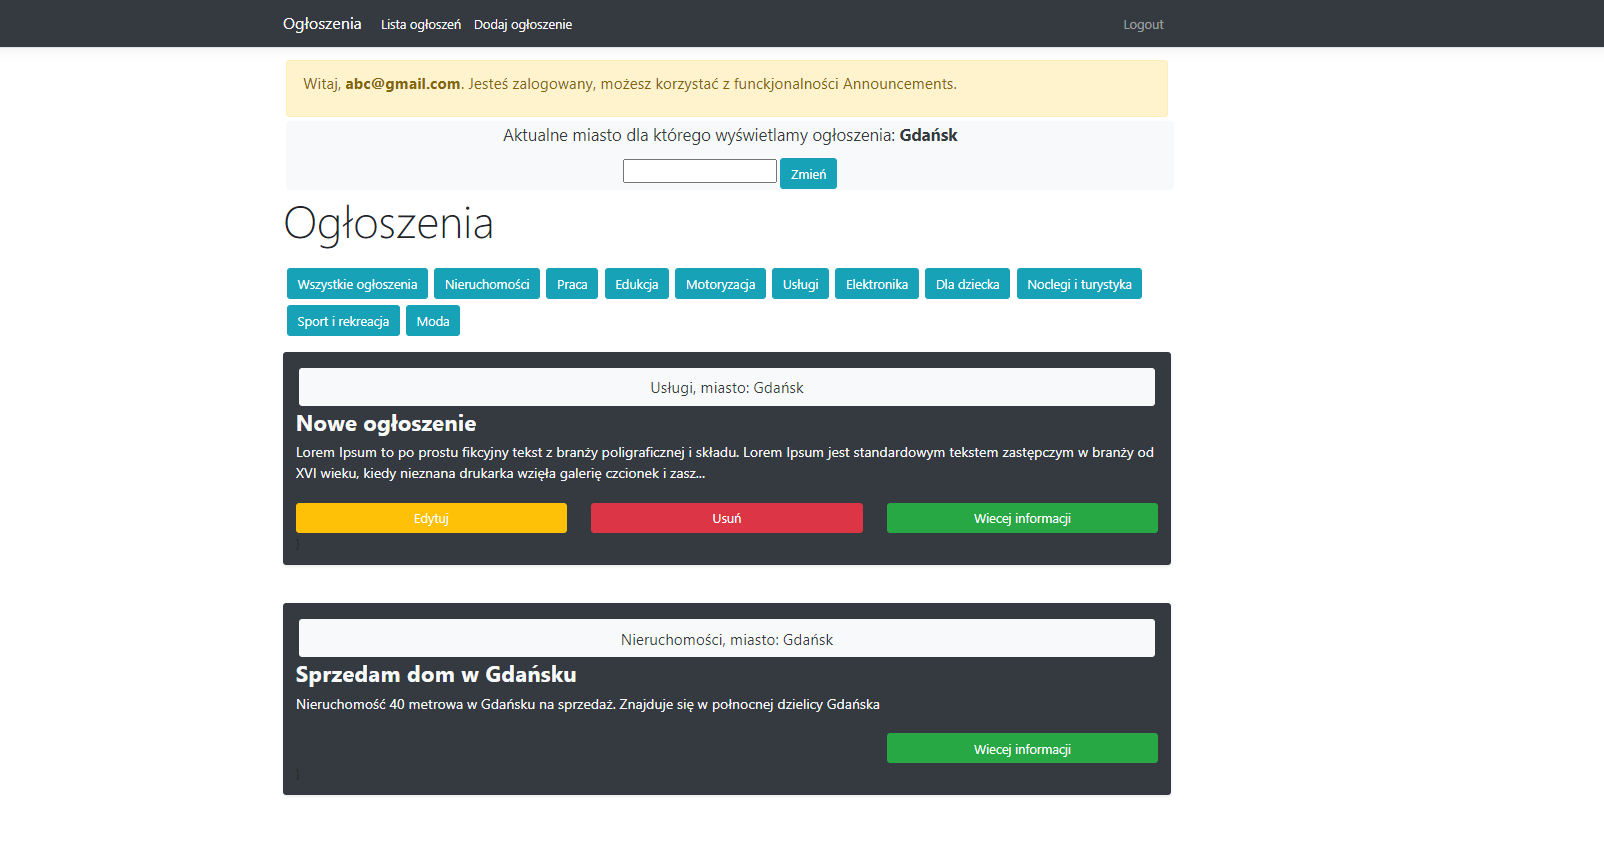 Ogłoszenia Lista ogłoszeń Dodaj ogłoszenie Logout
Witaj, abc@gmail.com. Jesteś zalogowany, możesz korzystać z funckjonalności Announcements.
Aktualne miasto dla którego wyświetlamy ogłoszenia: Gdańsk
Zmień
Ogłoszenia
Wszystkie ogłoszenia Nieruchomości Praca Edukcja Motoryzacja Usługi Elektronika Dla dziecka Noclegi i turystyka
Sport i rekreacja Moda
Usługi, miasto: Gdańsk
Nowe ogłoszenie
Lorem Ipsum to po prostu fikcyjny tekst z branży poligraficznej i składu. Lorem Ipsum jest standardowym tekstem zastępczym w branży od
XVI wieku, kiedy nieznana drukarka wzięła galerię czcionek i zasz...
Edytuj Usuń Wiecej informacji
}
Nieruchomości, miasto: Gdańsk
Sprzedam dom w Gdańsku
Nieruchomość 40 metrowa w Gdańsku na sprzedaż. Znajduje się w połnocnej dzielicy Gdańska
Wiecej informacji
}